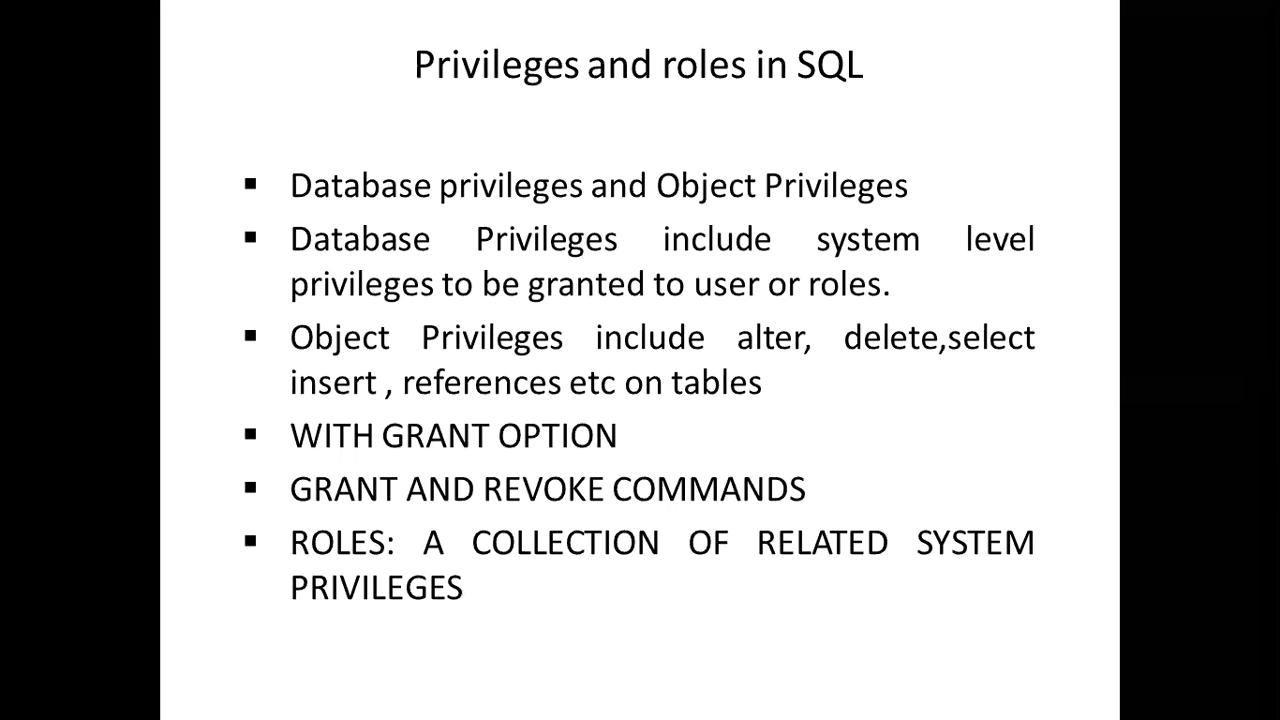 Privileges and roles in SQL
▪ Database privileges and Object Privileges
▪ Database Privileges include system level
privileges to be granted to user or roles.
▪ Object Privileges include alter, delete,select
insert , references etc on tables
▪ WITH GRANT OPTION
▪ GRANT AND REVOKE COMMANDS
▪ ROLES: A COLLECTION OF RELATED SYSTEM
PRIVILEGES